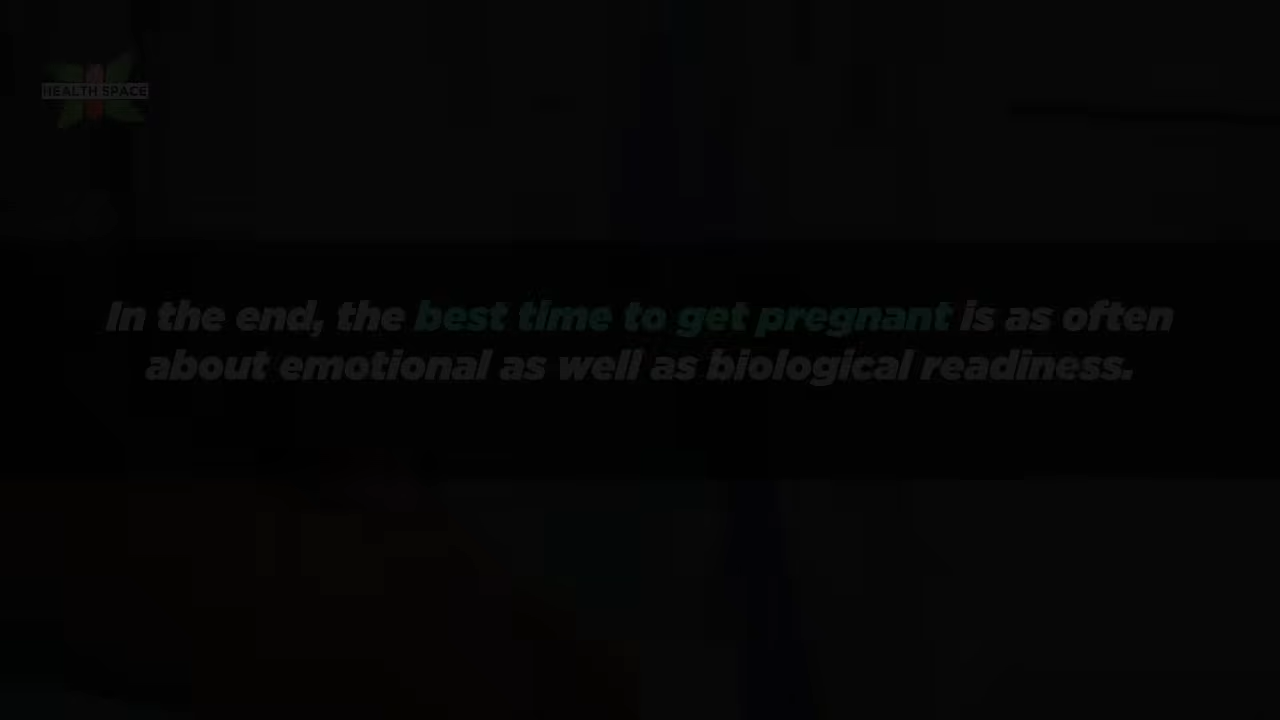 HEALTH SPACE
In the end, the best time to get pregnant is as often
about emotional as well as biological readiness.